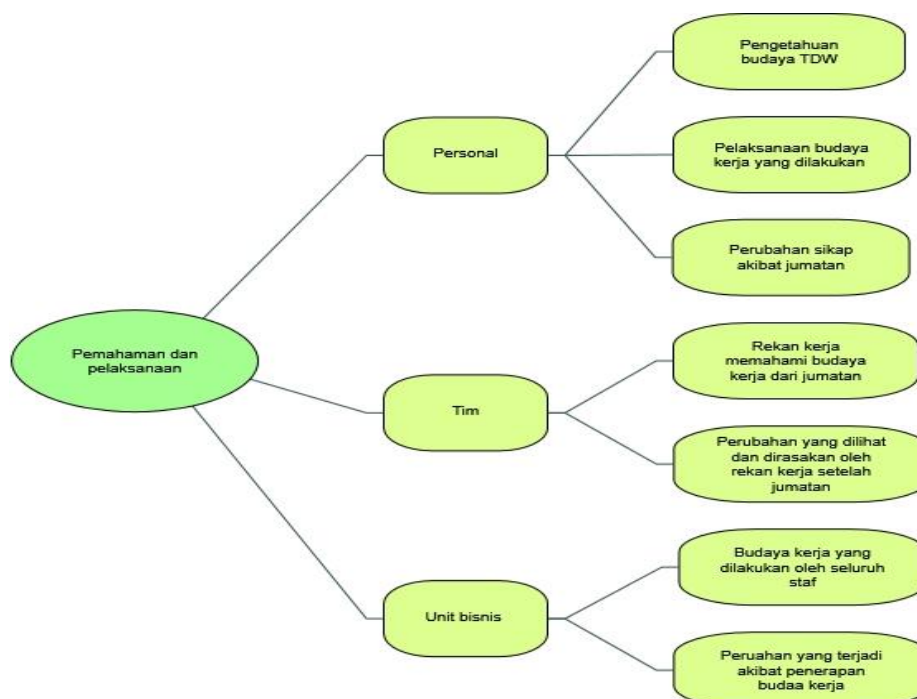 Pengetahuan
budaya TDW
Personal
Pelaksanaan budaya
kerja yang dilakukan
Perubahan sikap
akibat jumatan
Pemahaman dan
pelaksanaan
Rekan kerja
memahami budaya
kerja dari jumatan
Tim
Perubahan yang dilihat
dan dirasakan oleh
rekan kerja setelah
jumatan
Budaya kerja yang
dilakukan oleh seluruh
staf
Unit bisnis
Peruahan yang terjadi
akibat penerapan
budaa kerja